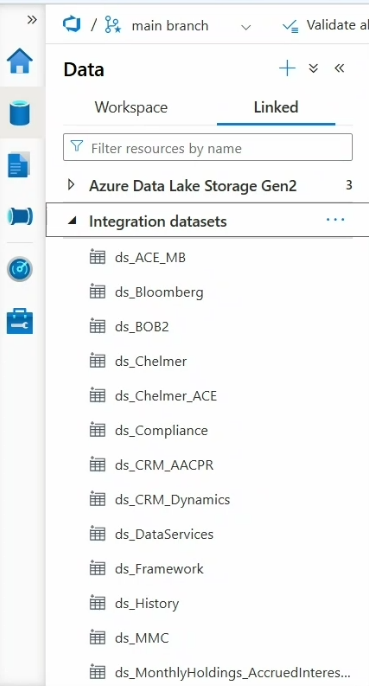 » / main branch Validate al
Data + » «
Workspace Linked
Filter resources by name
Azure Data Lake Storage Gen2 3
Integration datasets ...
ds_ACE_MB
ds_Bloomberg
ds_BOB2
ds_Chelmer
ds_Chelmer_ACE
ds_Compliance
ds_CRM_AACPR
ds_CRM_Dynamics
ds_DataServices
ds_Framework
ds_History
ds_MMC
ds_MonthlyHoldings_AccruedInteres...